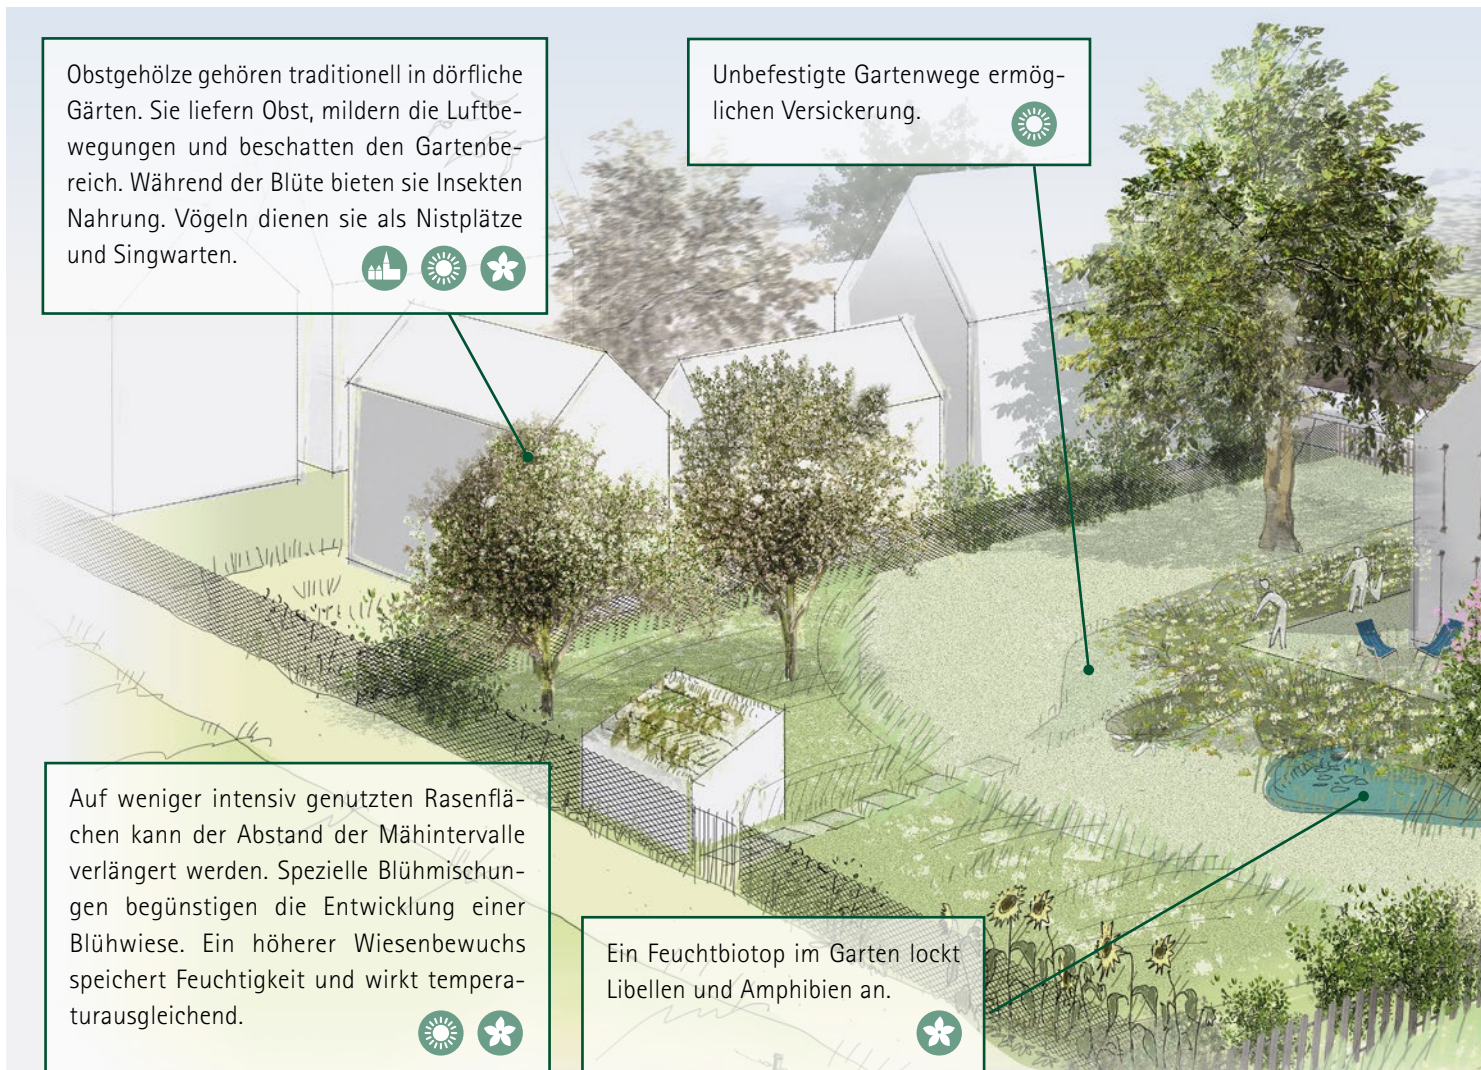 Obstgehölze gehören traditionell in dörfliche
Gärten. Sie liefern Obst, mildern die Luftbe-
wegungen und beschatten den Gartenbe-
reich. Während der Blüte bieten sie Insekten
Nahrung. Vögeln dienen sie als Nistplätze
und Singwarten.
Unbefestigte Gartenwege ermög-
lichen Versickerung.
Auf weniger intensiv genutzten Rasenflä-
chen kann der Abstand der Mähintervalle
verlängert werden. Spezielle Blühmischun-
gen begünstigen die Entwicklung einer
Blühwiese. Ein höherer Wiesenbewuchs
speichert Feuchtigkeit und wirkt tempera-
turausgleichend.
Ein Feuchtbiotop im Garten lockt
Libellen und Amphibien an.